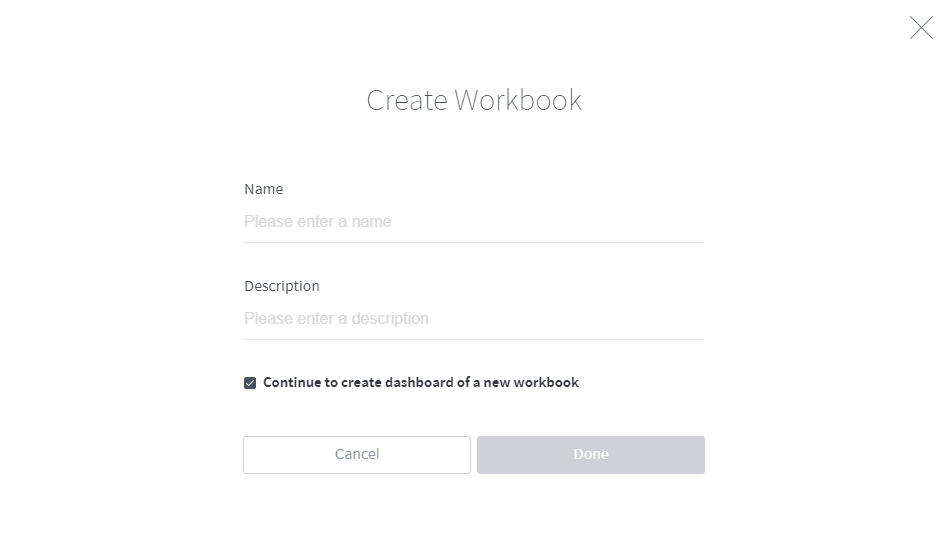 Create Workbook
Name
Please enter a name
Description
Please enter a description
Continue to create dashboard of a new workbook
Cancel
Done